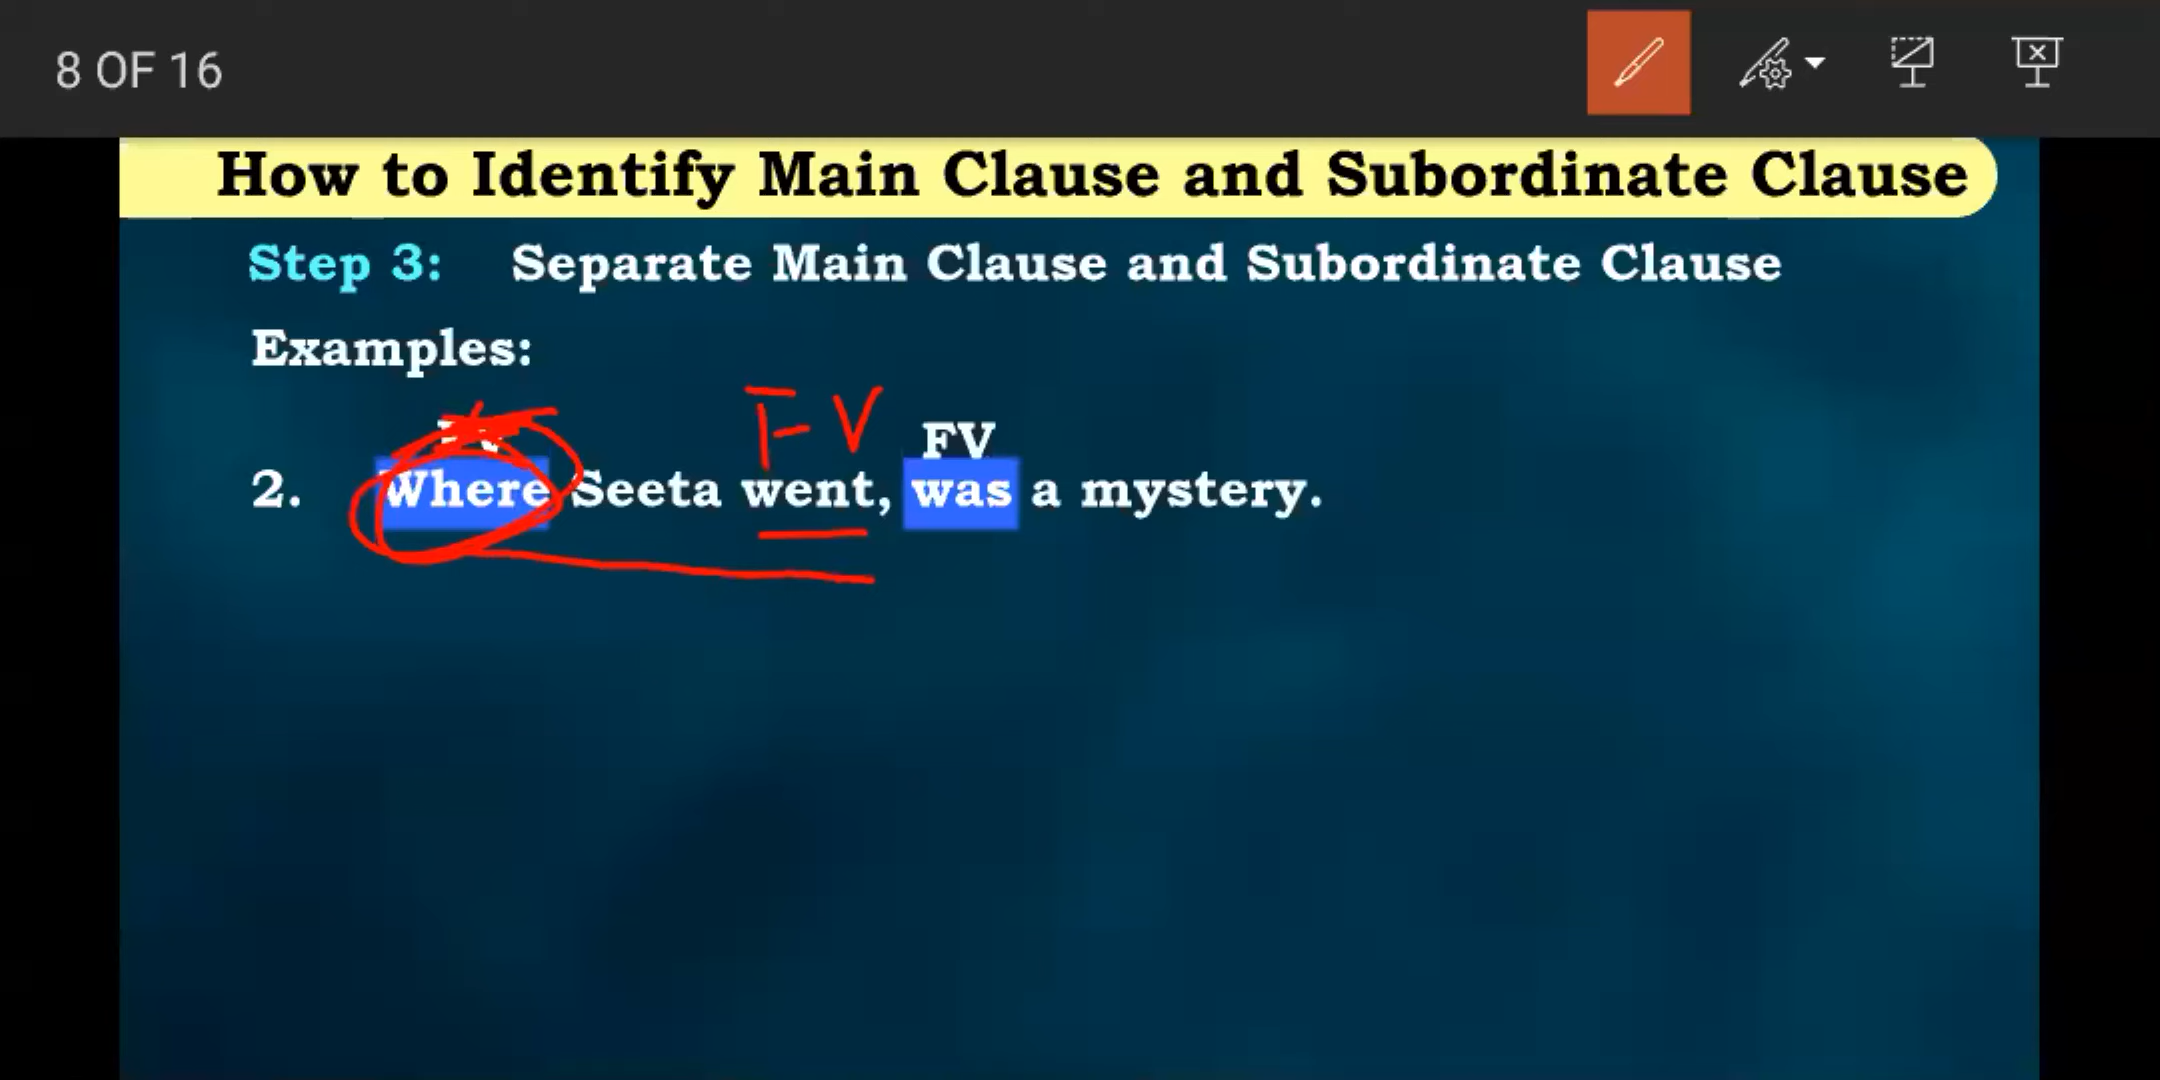 8 OF 16
How to Identify Main Clause and Subordinate Clause
Step 3: Separate Main Clause and Subordinate Clause
Examples:
FV FV
2. Where Seeta went, was a mystery.